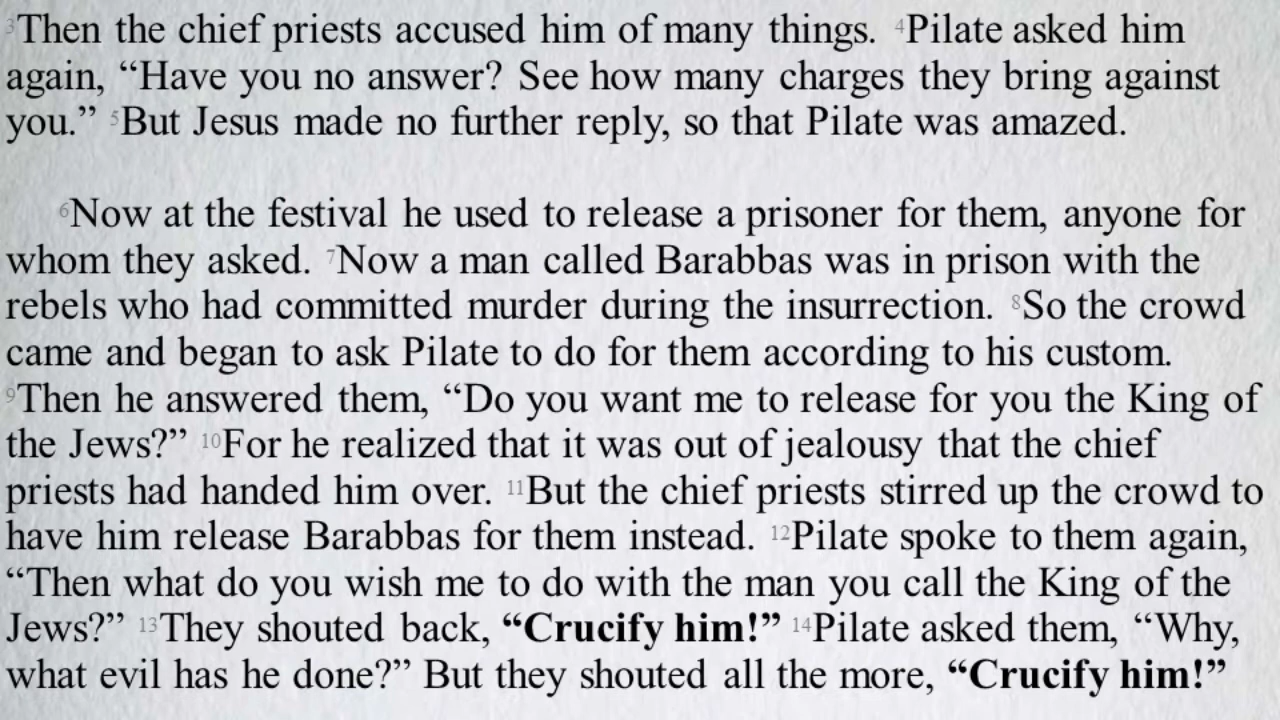 3Then the chief priests accused him of many things. 4Pilate asked him
again, “Have you no answer? See how many charges they bring against
you.” 5But Jesus made no further reply, so that Pilate was amazed.
6Now at the festival he used to release a prisoner for them, anyone for
whom they asked. 7Now a man called Barabbas was in prison with the
rebels who had committed murder during the insurrection. 8So the crowd
came and began to ask Pilate to do for them according to his custom.
9Then he answered them, “Do you want me to release for you the King of
the Jews?” 10For he realized that it was out of jealousy that the chief
priests had handed him over. 11But the chief priests stirred up the crowd to
have him release Barabbas for them instead. 12Pilate spoke to them again,
“Then what do you wish me to do with the man you call the King of the
Jews?” 13They shouted back, “Crucify him!” 14Pilate asked them, “Why,
what evil has he done?” But they shouted all the more, “Crucify him!”